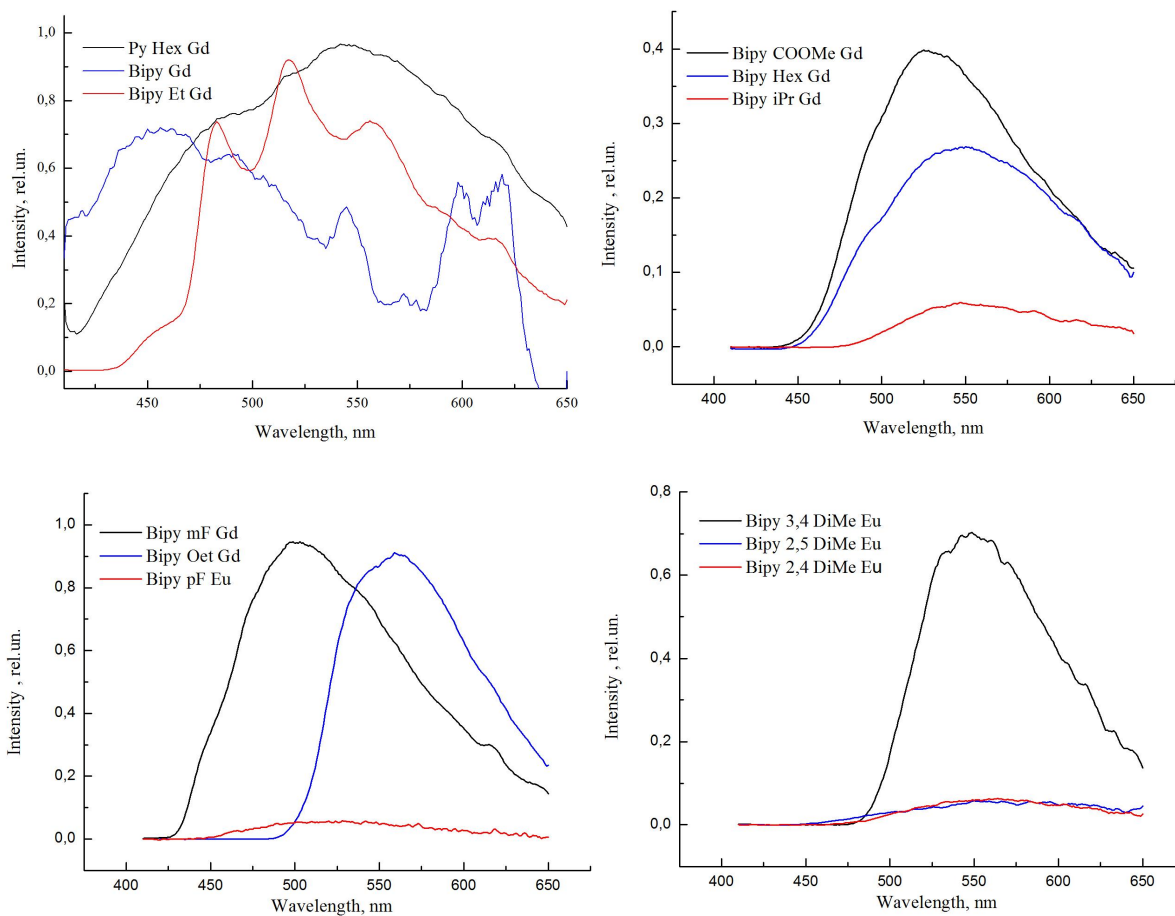 1,0
0,8
0,6
0,4
0,2
0,0
Intensity, rel.un.
Py Hex Gd
Bipy Gd
Bipy Et Gd
450 500 550 600 650
Wavelength, nm
0,4
0,3
0,2
0,1
0,0
Intensity , rel.un.
Bipy COOMe Gd
Bipy Hex Gd
Bipy iPr Gd
400 450 500 550 600 650
Wavelength, nm
1,0
0,8
0,6
0,4
0,2
0,0
Intensity , rel.un.
Bipy mF Gd
Bipy Oet Gd
Bipy pF Eu
400 450 500 550 600 650
Wavelength, nm
0,8
0,6
0,4
0,2
0,0
Intensity , rel.un.
Bipy 3,4 DiMe Eu
Bipy 2,5 DiMe Eu
Bipy 2,4 DiMe Eu
400 450 500 550 600 650
Wavelength, nm